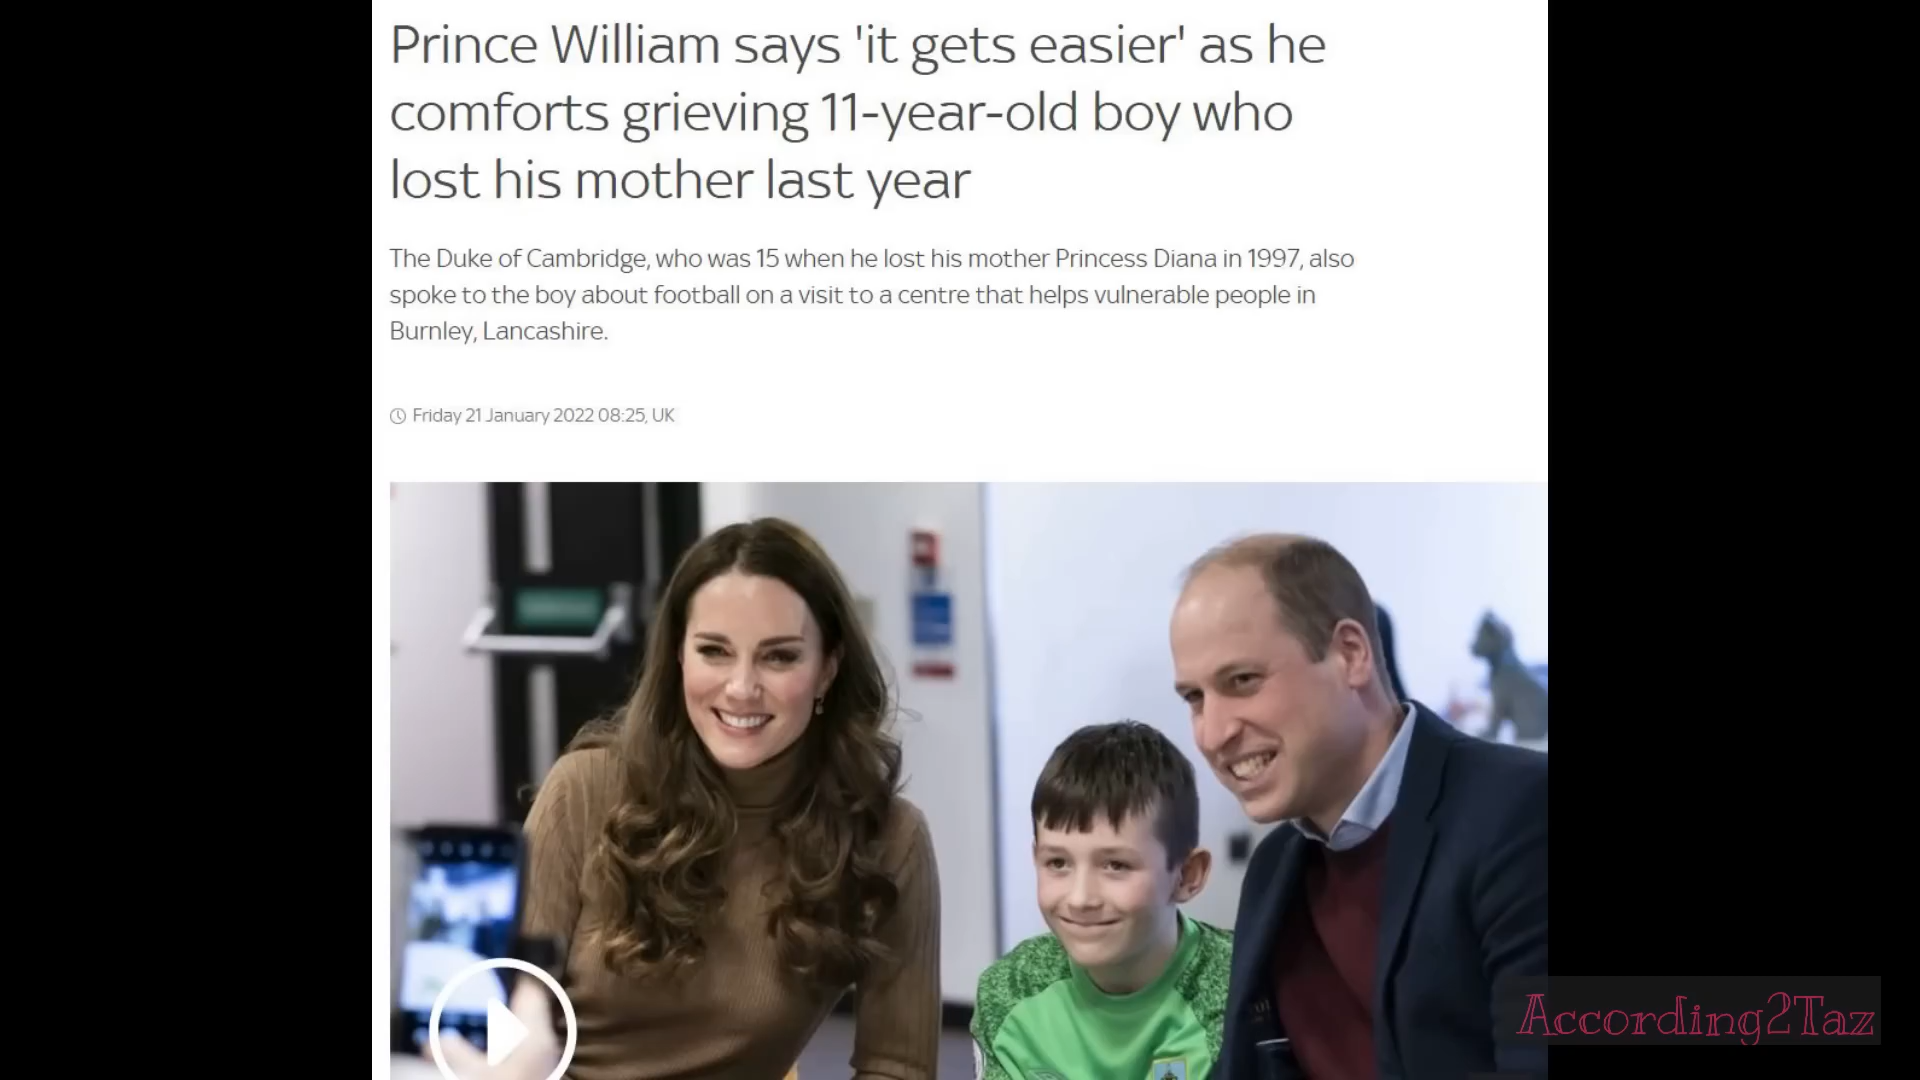 Prince William says 'it gets easier' as he
comforts grieving 11-year-old boy who
lost his mother last year
The Duke of Cambridge, who was 15 when he lost his mother Princess Diana in 1997, also
spoke to the boy about football on a visit to a centre that helps vulnerable people in
Burnley, Lancashire.
Friday 21 January 2022 08:25, UK
According2Taz